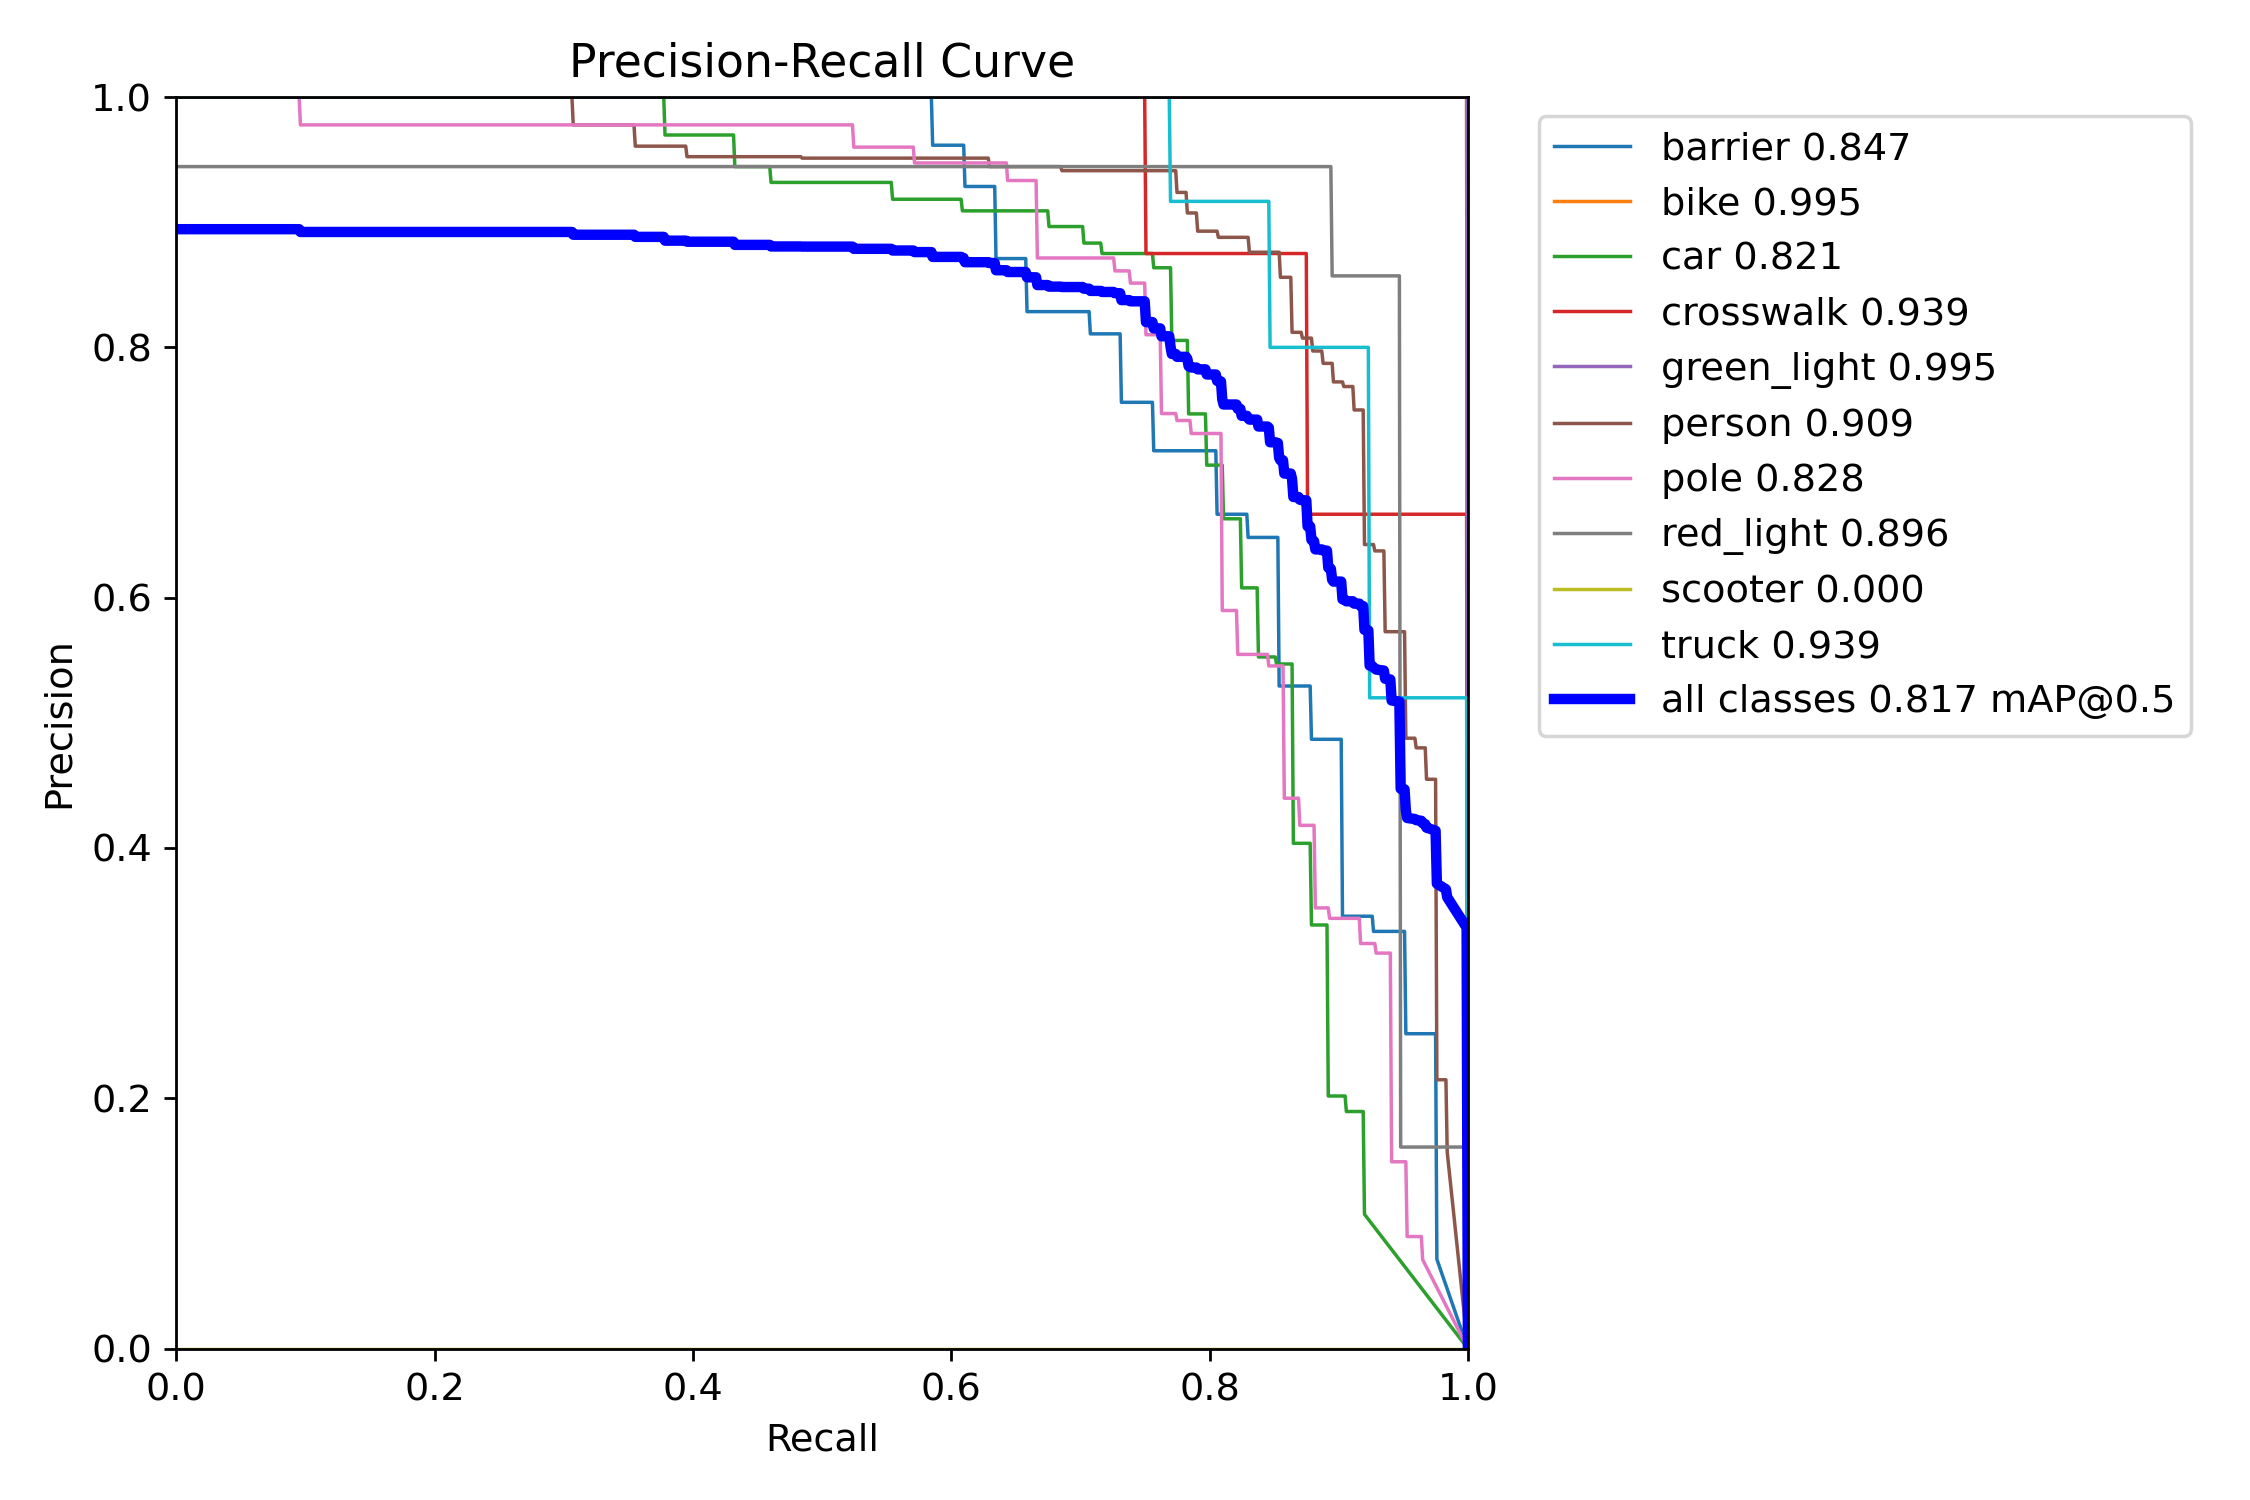 Precision-Recall Curve
1.0
0.8
0.6
0.4
0.2
0.0
Precision
0.0 0.2 0.4 0.6 0.8 1.0
Recall
barrier 0.847
bike 0.995
car 0.821
crosswalk 0.939
green_light 0.995
person 0.909
pole 0.828
red_light 0.896
scooter 0.000
truck 0.939
all classes 0.817 mAP@0.5